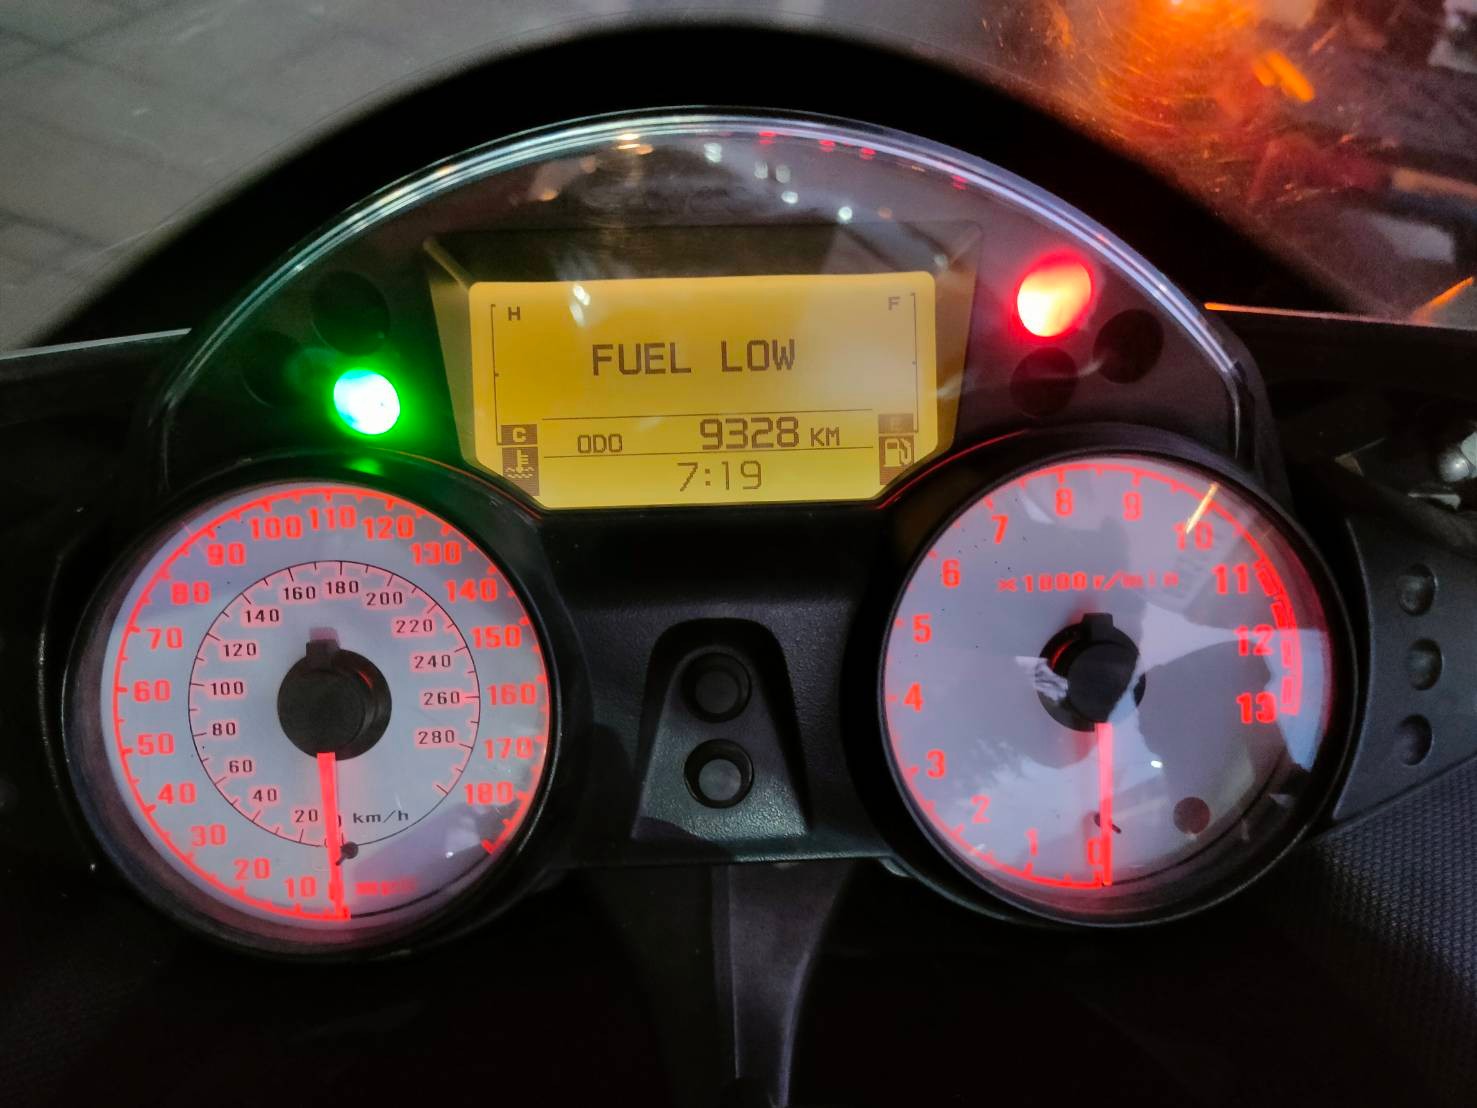 H F
FUEL LOW
C E
ODO 9328 KM
7:19
0 10 20 30 40 50 60 70 80 90 100 110 120 130 140 150 160 170 180
20 40 60 80 100 120 140 160 180 200 220 240 260 280
km/h
0 1 2 3 4 5 6 7 8 9 10 11 12 13
×1000r/min